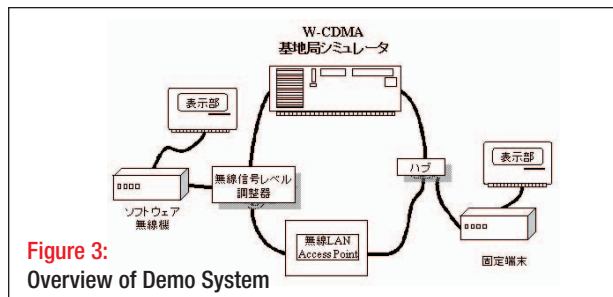 W-CDMA
基地局シミュレータ
表示部
無線信号レベル
調整器
ハブ
表示部
ソフトウェア
無線機
無線LAN
Access Point
固定端末
Figure 3:
Overview of Demo System